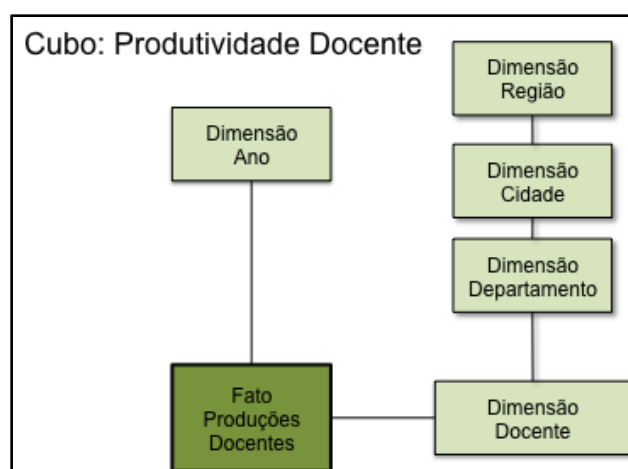 Cubo: Produtividade Docente
Dimensão
Região
Dimensão
Ano
Dimensão
Cidade
Dimensão
Departamento
Fato
Produções
Docentes
Dimensão
Docente